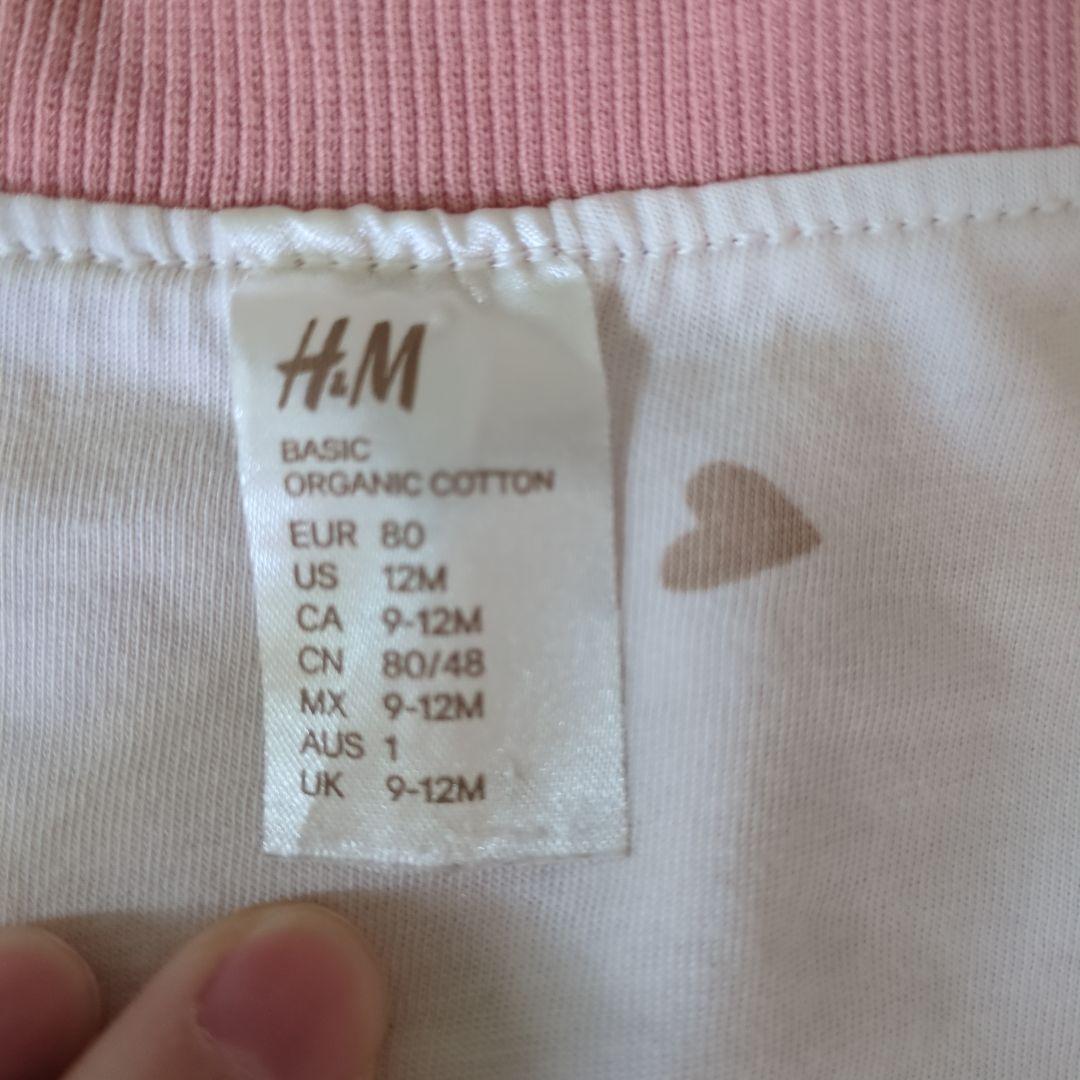 H&M
BASIC
ORGANIC COTTON
EUR 80
US 12M
CA 9-12M
CN 80/48
MX 9-12M
AUS 1
UK 9-12M